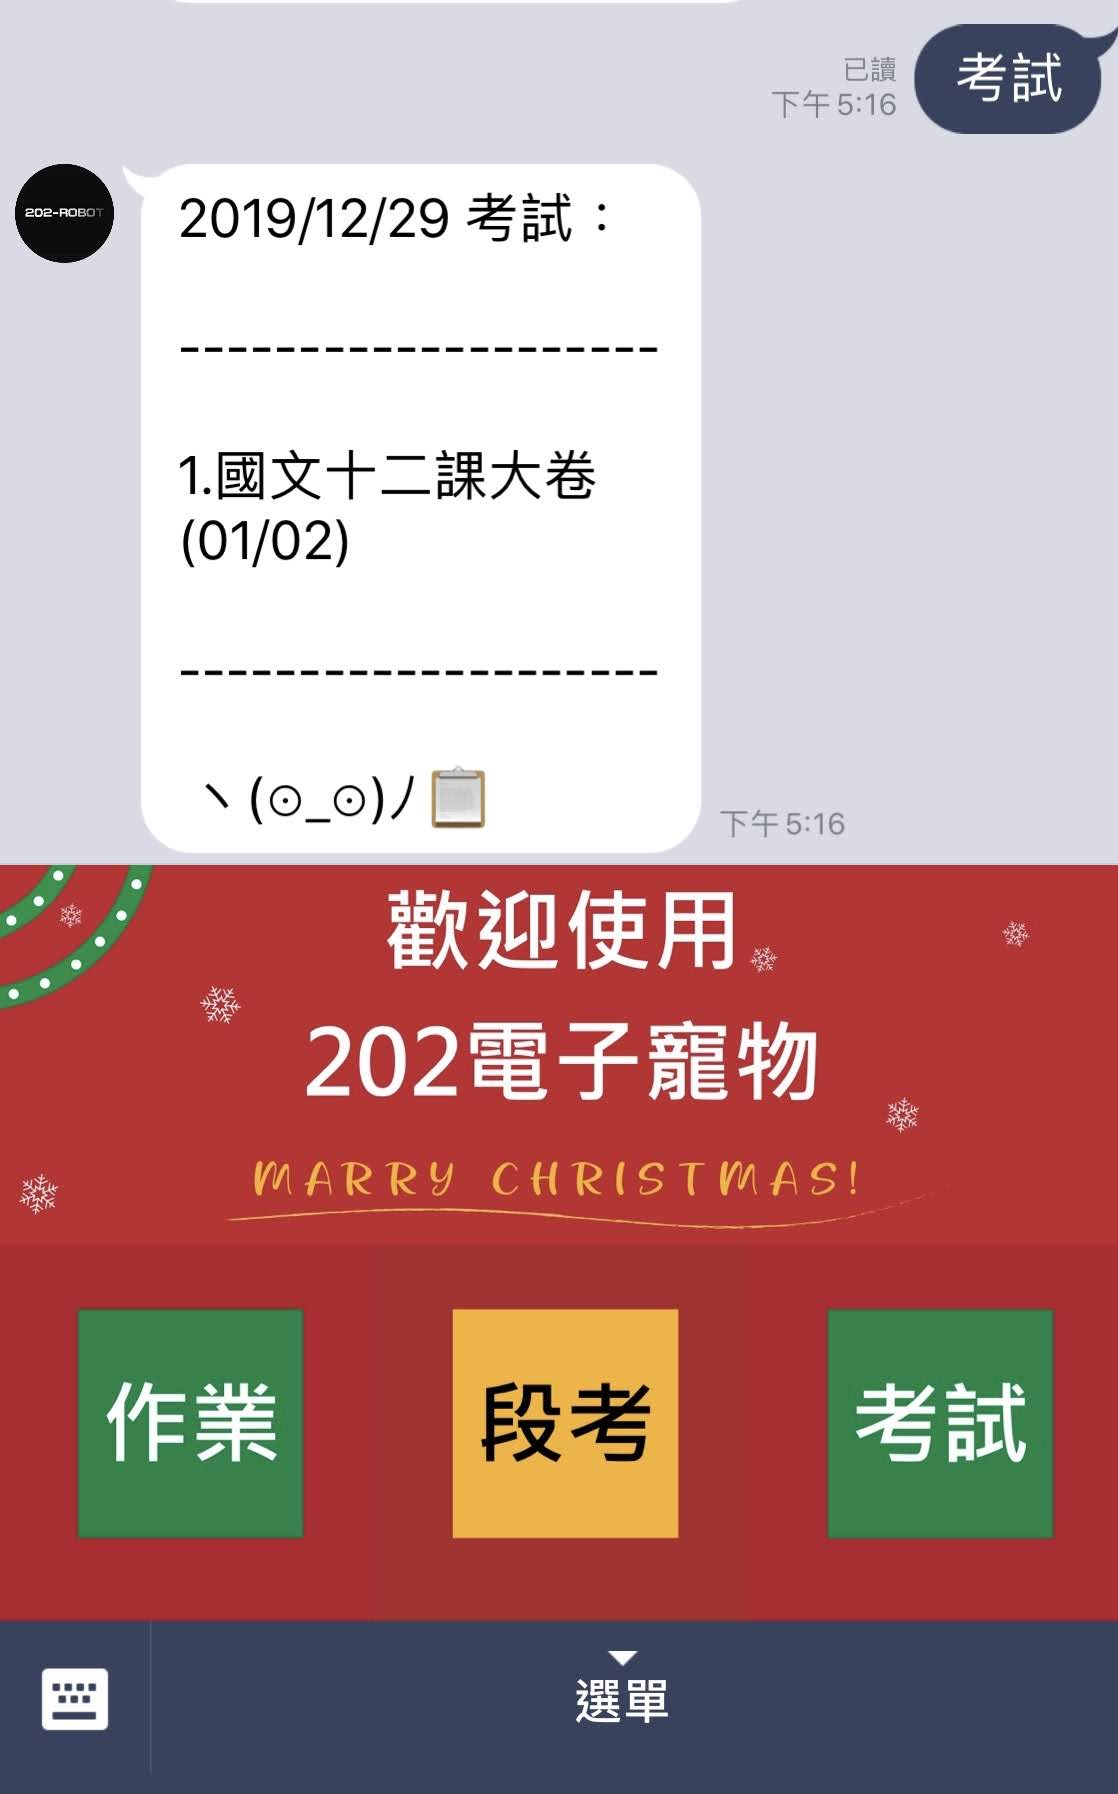 考試
已讀
下午 5:16
202-ROBOT
2019/12/29 考試：
--------------------
1.國文十二課大卷
(01/02)
--------------------
ヽ(⊙_⊙)ﾉ📋
下午 5:16
歡迎使用
202電子寵物
MARRY CHRISTMAS!
作業
段考
考試
選單